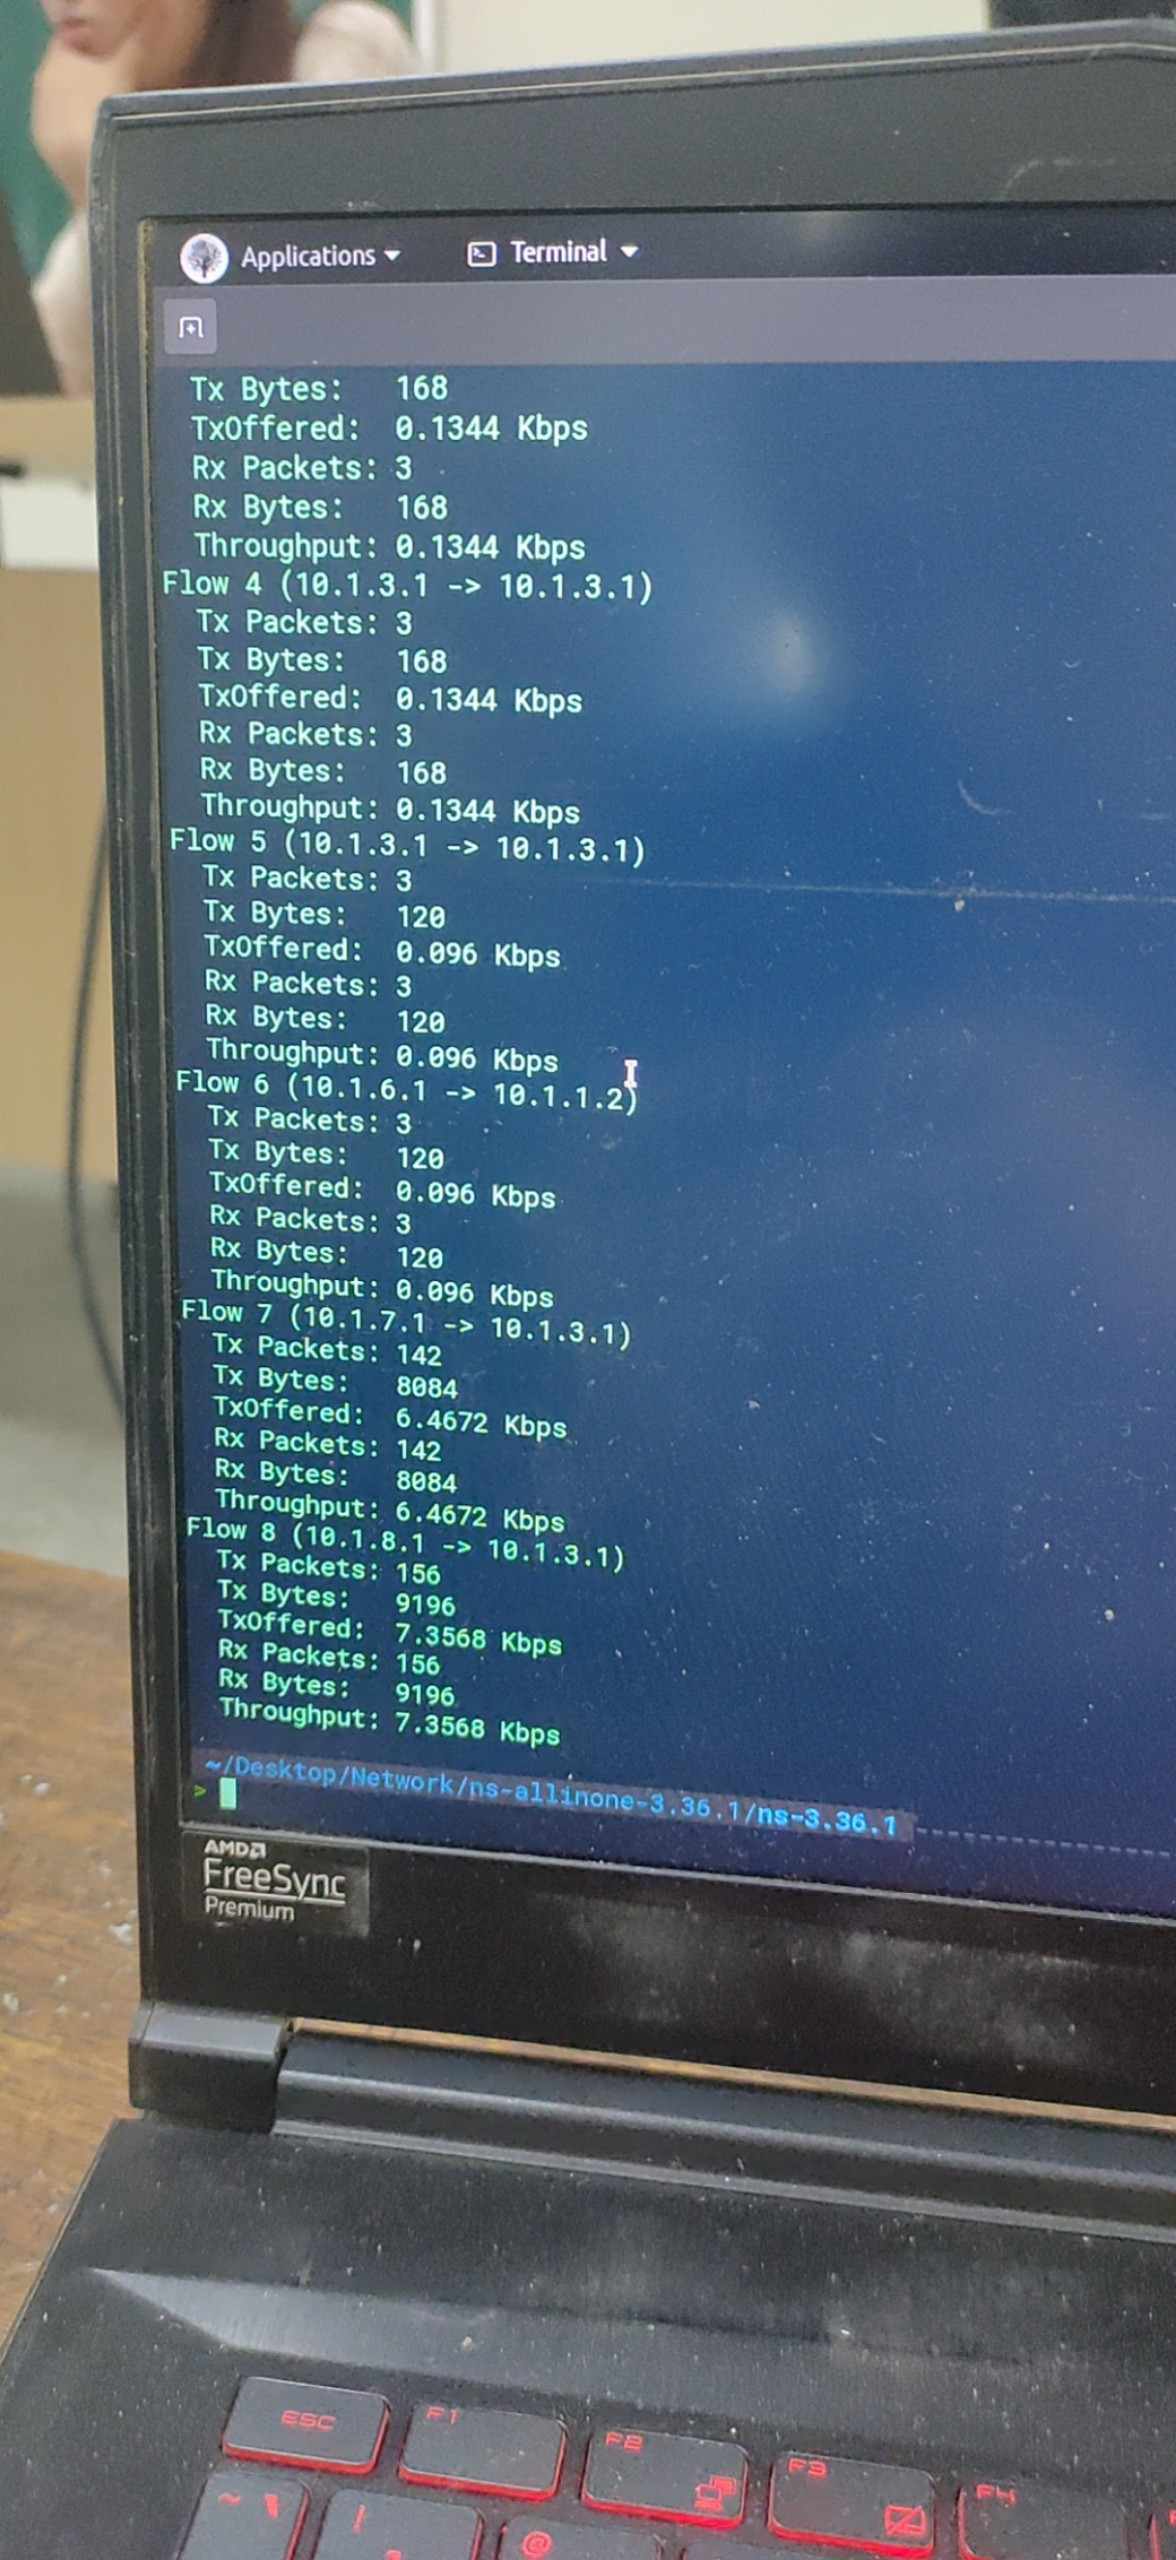 Applications
Terminal
Tx Bytes: 168
TxOffered: 0.1344 Kbps
Rx Packets: 3
Rx Bytes: 168
Throughput: 0.1344 Kbps
Flow 4 (10.1.3.1 -> 10.1.3.1)
Tx Packets: 3
Tx Bytes: 168
TxOffered: 0.1344 Kbps
Rx Packets: 3
Rx Bytes: 168
Throughput: 0.1344 Kbps
Flow 5 (10.1.3.1 -> 10.1.3.1)
Tx Packets: 3
Tx Bytes: 120
TxOffered: 0.096 Kbps
Rx Packets: 3
Rx Bytes: 120
Throughput: 0.096 Kbps
Flow 6 (10.1.6.1 -> 10.1.1.2)
Tx Packets: 3
Tx Bytes: 120
TxOffered: 0.096 Kbps
Rx Packets: 3
Rx Bytes: 120
Throughput: 0.096 Kbps
Flow 7 (10.1.7.1 -> 10.1.3.1)
Tx Packets: 142
Tx Bytes: 8084
TxOffered: 6.4672 Kbps
Rx Packets: 142
Rx Bytes: 8084
Throughput: 6.4672 Kbps
Flow 8 (10.1.8.1 -> 10.1.3.1)
Tx Packets: 156
Tx Bytes: 9196
TxOffered: 7.3568 Kbps
Rx Packets: 156
Rx Bytes: 9196
Throughput: 7.3568 Kbps
~/Desktop/Network/ns-allinone-3.36.1/ns-3.36.1
>
AMD
FreeSync
Premium
ESC F1 F2 F3 F4
~ ! @